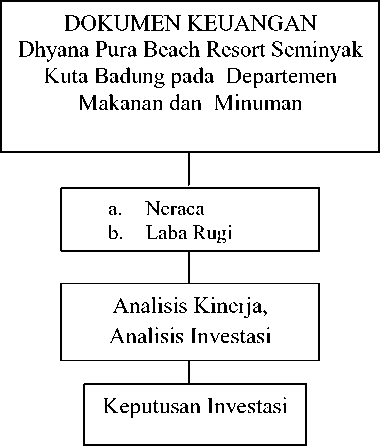 DOKUMEN KEUANGAN
Dhyana Pura Beach Resort Seminyak
Kuta Badung pada Departemen
Makanan dan Minuman
a. Neraca
b. Laba Rugi
Analisis Kinerja,
Analisis Investasi
Keputusan Investasi